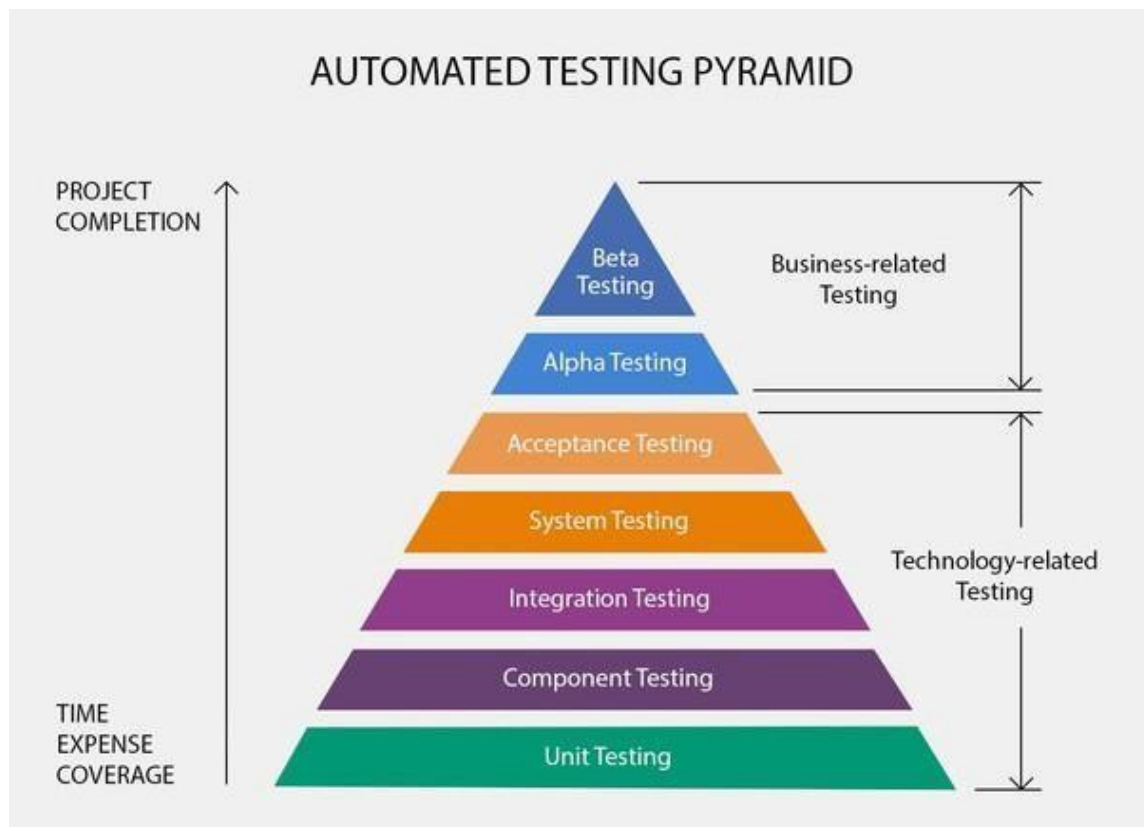 AUTOMATED TESTING PYRAMID
PROJECT
COMPLETION
Beta
Testing
Business-related
Testing
Alpha Testing
Acceptance Testing
System Testing
Technology-related
Testing
Integration Testing
Component Testing
TIME
EXPENSE
COVERAGE
Unit Testing